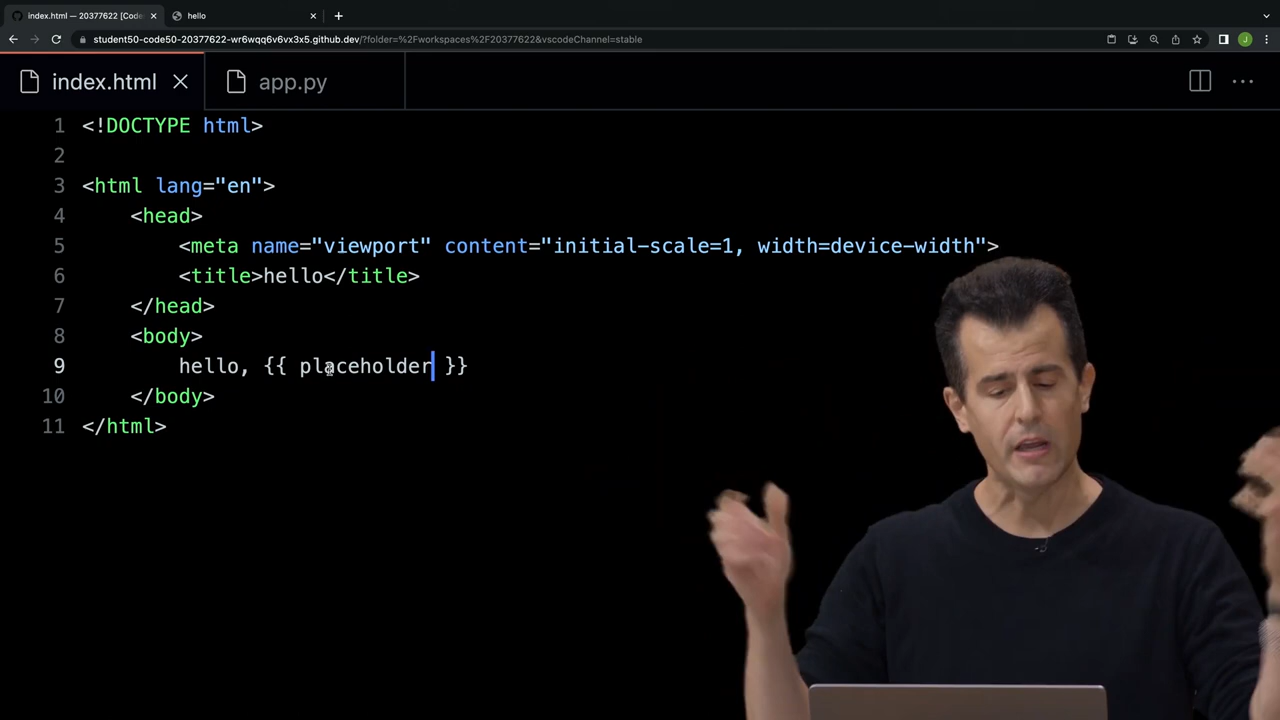 index.html — 20377622 [Code
hello
student50-code50-20377622-wr6wqq6v6vx3x5.github.dev/?folder=%2Fworkspaces%2F20377622&vscodeChannel=stable
J
index.html
app.py
1 <!DOCTYPE html>
2
3 <html lang="en">
4 <head>
5 <meta name="viewport" content="initial-scale=1, width=device-width">
6 <title>hello</title>
7 </head>
8 <body>
9 hello, {{ placeholder }}
10 </body>
11 </html>